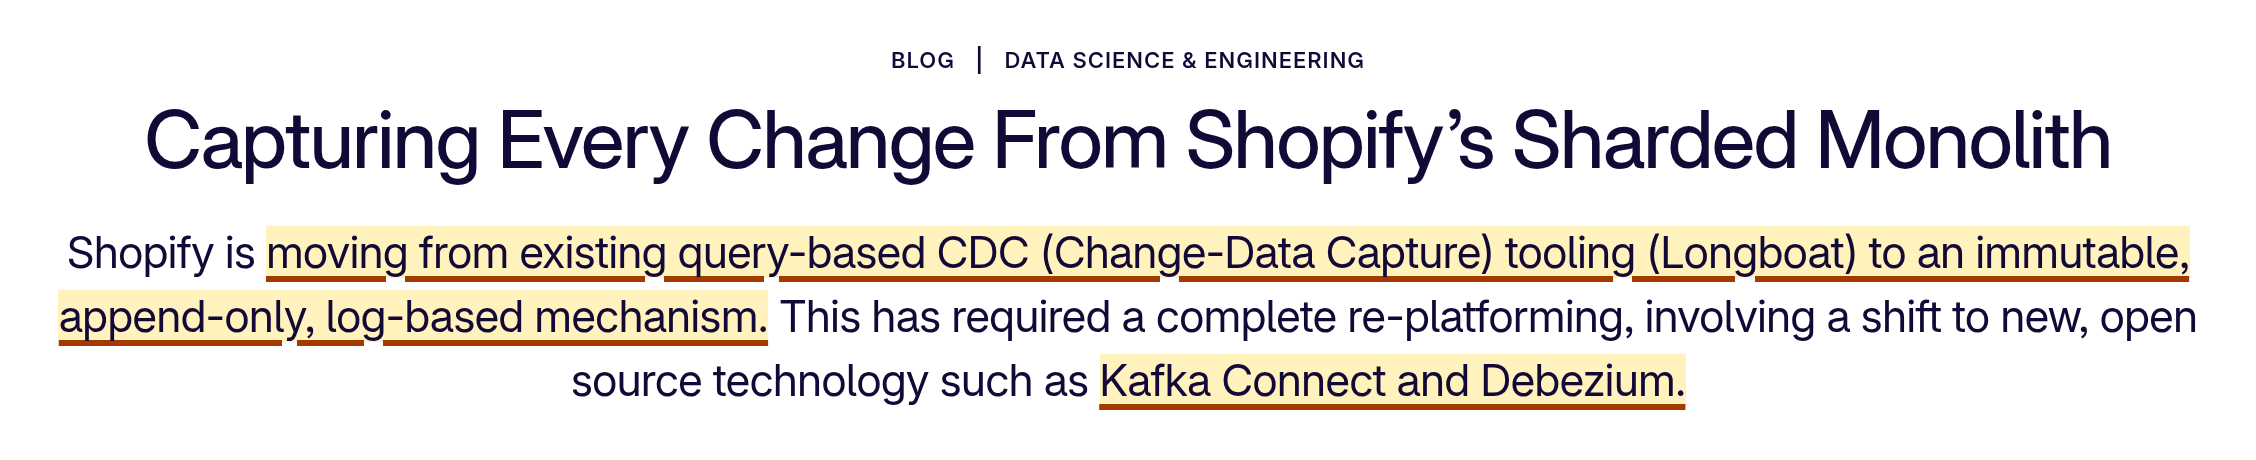 BLOG | DATA SCIENCE & ENGINEERING
Capturing Every Change From Shopify’s Sharded Monolith
Shopify is moving from existing query-based CDC (Change-Data Capture) tooling (Longboat) to an immutable,
append-only, log-based mechanism. This has required a complete re-platforming, involving a shift to new, open
source technology such as Kafka Connect and Debezium.